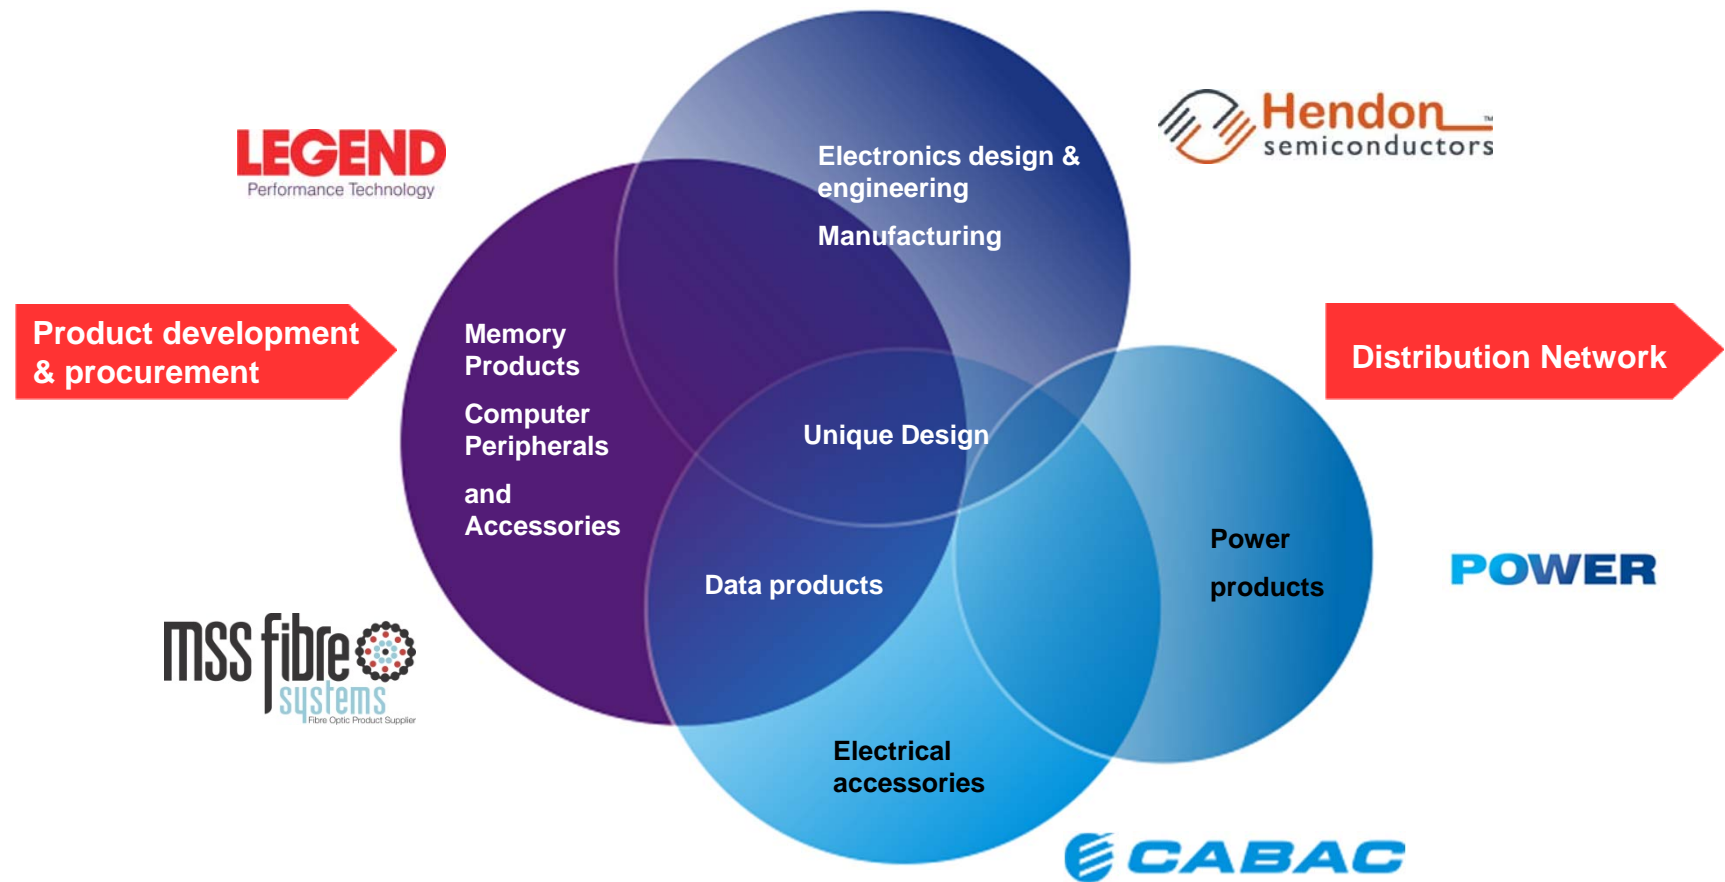 LEGEND
Performance Technology
Hendon TM
semiconductors
Electronics design &
engineering
Manufacturing
Product development
& procurement
Memory
Products
Computer
Peripherals
and
Accessories
Unique Design
Distribution Network
Data products
Power
products
POWER
mss fibre
systems
Fibre Optic Product Supplier
Electrical
accessories
CABAC